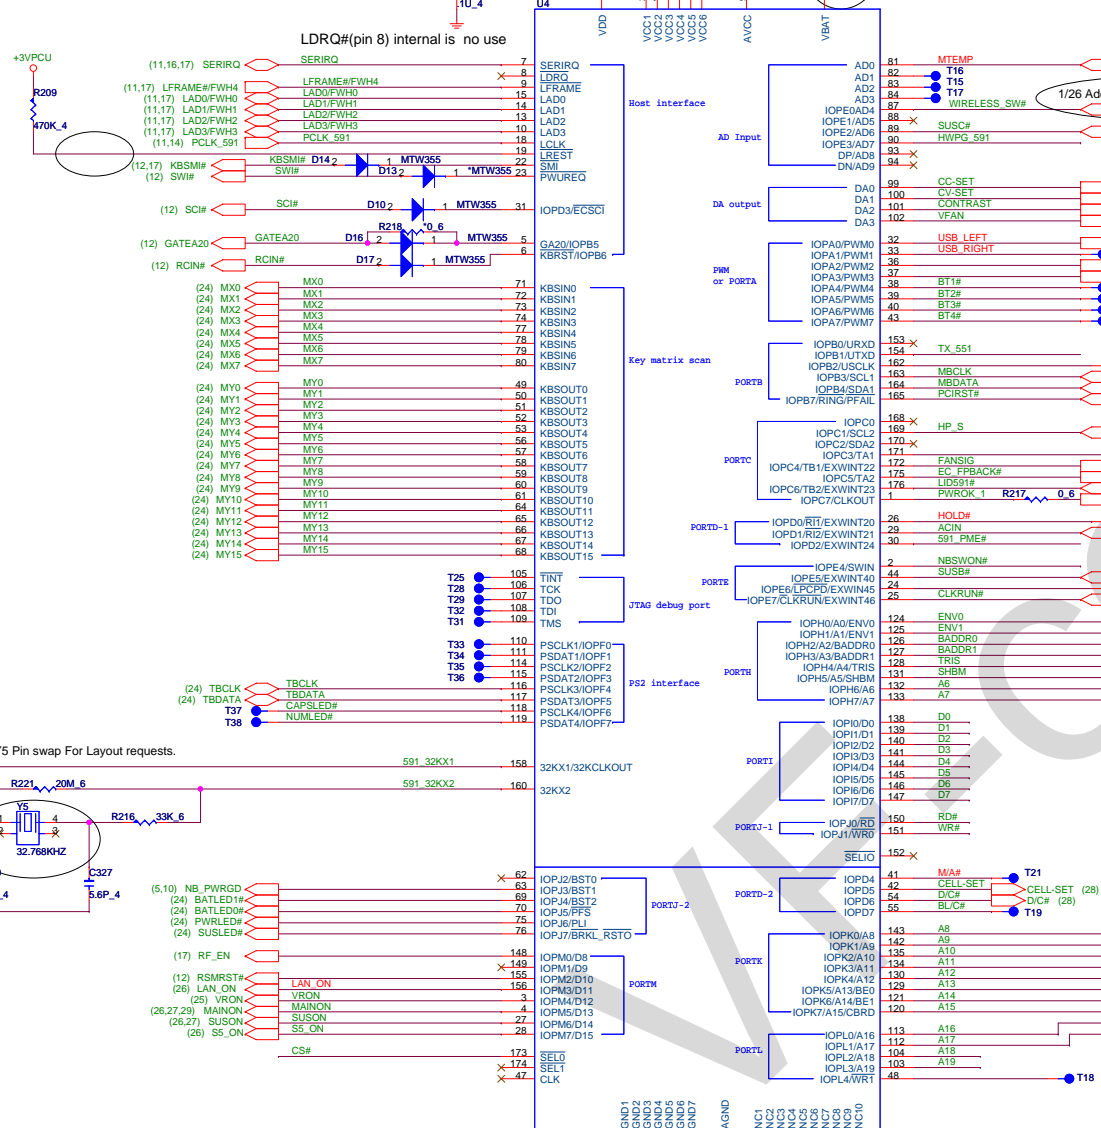 1U_4
U4
VDD
VCC1
VCC2
VCC3
VCC4
VCC5
VCC6
AVCC
VBAT
LDRQ#(pin 8) internal is no use
+3VPCU
R209
470K_4
(11,16,17) SERIRQ SERIRQ 7 SERIRQ
8 LDRQ
(11,17) LFRAME#/FWH4 LFRAME#/FWH4 9 LFRAME
(11,17) LAD0/FWH0 LAD0/FWH0 15 LAD0
(11,17) LAD1/FWH1 LAD1/FWH1 14 LAD1
(11,17) LAD2/FWH2 LAD2/FWH2 13 LAD2
(11,17) LAD3/FWH3 LAD3/FWH3 10 LAD3
(11,14) PCLK_591 PCLK_591 18 LCLK
19 LREST
(12,17) KBSMI# KBSMI# D14 2 1 MTW355 22 SMI
(12) SWI# SWI# D13 2 1 *MTW355 23 PWUREQ
(12) SCI# SCI# D10 2 1 MTW355 31 IOPD3/ECSCI
R218 *0_6
(12) GATEA20 GATEA20 D16 2 1 MTW355 5 GA20/IOPB5
(12) RCIN# RCIN# D17 2 1 MTW355 6 KBRST/IOPB6
Host interface
(24) MX0 MX0 71 KBSIN0
(24) MX1 MX1 72 KBSIN1
(24) MX2 MX2 73 KBSIN2
(24) MX3 MX3 74 KBSIN3
(24) MX4 MX4 77 KBSIN4
(24) MX5 MX5 78 KBSIN5
(24) MX6 MX6 79 KBSIN6
(24) MX7 MX7 80 KBSIN7
Key matrix scan
(24) MY0 MY0 49 KBSOUT0
(24) MY1 MY1 50 KBSOUT1
(24) MY2 MY2 51 KBSOUT2
(24) MY3 MY3 52 KBSOUT3
(24) MY4 MY4 53 KBSOUT4
(24) MY5 MY5 56 KBSOUT5
(24) MY6 MY6 57 KBSOUT6
(24) MY7 MY7 58 KBSOUT7
(24) MY8 MY8 59 KBSOUT8
(24) MY9 MY9 60 KBSOUT9
(24) MY10 MY10 61 KBSOUT10
(24) MY11 MY11 64 KBSOUT11
(24) MY12 MY12 65 KBSOUT12
(24) MY13 MY13 66 KBSOUT13
(24) MY14 MY14 67 KBSOUT14
(24) MY15 MY15 68 KBSOUT15
T25 105 TINT
T28 106 TCK
T29 107 TDO
T32 108 TDI
T31 109 TMS
JTAG debug port
T33 110 PSCLK1/IOPF0
T34 111 PSDAT1/IOPF1
T35 114 PSCLK2/IOPF2
T36 115 PSDAT2/IOPF3
(24) TBCLK TBCLK 116 PSCLK3/IOPF4
(24) TBDATA TBDATA 117 PSDAT3/IOPF5
T37 CAPSLED# 118 PSCLK4/IOPF6
T38 NUMLED# 119 PSDAT4/IOPF7
PS2 interface
Y5 Pin swap For Layout requests.
591_32KX1 158 32KX1/32KCLKOUT
R221 20M_6 591_32KX2 160 32KX2
Y5
1 4
2 3
32.768KHZ
R216 33K_6
C327
5.6P_4
_4
62 IOPJ2/BST0
(5,10) NB_PWRGD 63 IOPJ3/BST1
(24) BATLED1# 69 IOPJ4/BST2
(24) BATLED0# 70 IOPJ5/PFS
(24) PWRLED# 75 IOPJ6/PLI
(24) SUSLED# 76 IOPJ7/BRKL_RSTO
PORTJ-2
(17) RF_EN 148 IOPM0/D8
149 IOPM1/D9
(12) RSMRST# 155 IOPM2/D10
(26) LAN_ON LAN_ON 156 IOPM3/D11
(25) VRON VRON 3 IOPM4/D12
(26,27,29) MAINON MAINON 4 IOPM5/D13
(26,27) SUSON SUSON 27 IOPM6/D14
(26) S5_ON S5_ON 28 IOPM7/D15
PORTM
CS# 173 SEL0
174 SEL1
47 CLK
AD Input
AD0 81 MTEMP
AD1 82 T16
AD2 83 T15
AD3 84 T17
1/26 Ad
IOPE0AD4 87 WIRELESS_SW#
IOPE1/AD5 88
IOPE2/AD6 89 SUSC#
IOPE3/AD7 90 HWPG_591
DP/AD8 93
DN/AD9 94
DA output
DA0 99 CC-SET
DA1 100 CV-SET
DA2 101 CONTRAST
DA3 102 VFAN
PWM
or PORTA
IOPA0/PWM0 32 USB_LEFT
IOPA1/PWM1 33 USB_RIGHT
IOPA2/PWM2 36
IOPA3/PWM3 37
IOPA4/PWM4 38 BT1#
IOPA5/PWM5 39 BT2#
IOPA6/PWM6 40 BT3#
IOPA7/PWM7 43 BT4#
PORTB
IOPB0/URXD 153
IOPB1/UTXD 154 TX_551
IOPB2/USCLK 162
IOPB3/SCL1 163 MBCLK
IOPB4/SDA1 164 MBDATA
IOPB7/RING/PFAIL 165 PCIRST#
PORTC
IOPC0 168
IOPC1/SCL2 169 HP_S
IOPC2/SDA2 170
IOPC3/TA1 171
IOPC4/TB1/EXWINT22 172 FANSIG
IOPC5/TA2 175 EC_FPBACK#
IOPC6/TB2/EXWINT23 176 LID591#
IOPC7/CLKOUT 1 PWROK_1 R217 0_6
PORTD-1
IOPD0/RI1/EXWINT20 26 HOLD#
IOPD1/RI2/EXWINT21 29 ACIN
IOPD2/EXWINT24 30 591_PME#
PORTE
IOPE4/SWIN 2 NBSWON#
IOPE5/EXWINT40 44 SUSB#
IOPE6/LPCPD/EXWIN45 24
IOPE7/CLKRUN/EXWINT46 25 CLKRUN#
PORTH
IOPH0/A0/ENV0 124 ENV0
IOPH1/A1/ENV1 125 ENV1
IOPH2/A2/BADDR0 126 BADDR0
IOPH3/A3/BADDR1 127 BADDR1
IOPH4/A4/TRIS 128 TRIS
IOPH5/A5/SHBM 131 SHBM
IOPH6/A6 132 A6
IOPH7/A7 133 A7
PORTI
IOPI0/D0 138 D0
IOPI1/D1 139 D1
IOPI2/D2 140 D2
IOPI3/D3 141 D3
IOPI4/D4 144 D4
IOPI5/D5 145 D5
IOPI6/D6 146 D6
IOPI7/D7 147 D7
PORTJ-1
IOPJ0/RD 150 RD#
IOPJ1/WR0 151 WR#
SELIO 152
PORTD-2
IOPD4 41 M/A# T21
IOPD5 42 CELL-SET CELL-SET (28)
IOPD6 54 D/C# D/C# (28)
IOPD7 55 BL/C# T19
PORTK
IOPK0/A8 143 A8
IOPK1/A9 142 A9
IOPK2/A10 135 A10
IOPK3/A11 134 A11
IOPK4/A12 130 A12
IOPK5/A13/BE0 129 A13
IOPK6/A14/BE1 121 A14
IOPK7/A15/CBRD 120 A15
PORTL
IOPL0/A16 113 A16
IOPL1/A17 112 A17
IOPL2/A18 104 A18
IOPL3/A19 103 A19
IOPL4/WR1 48 T18
GND1
GND2
GND3
GND4
GND5
GND6
GND7
AGND
NC1
NC2
NC3
NC4
NC5
NC6
NC7
NC8
NC9
NC10